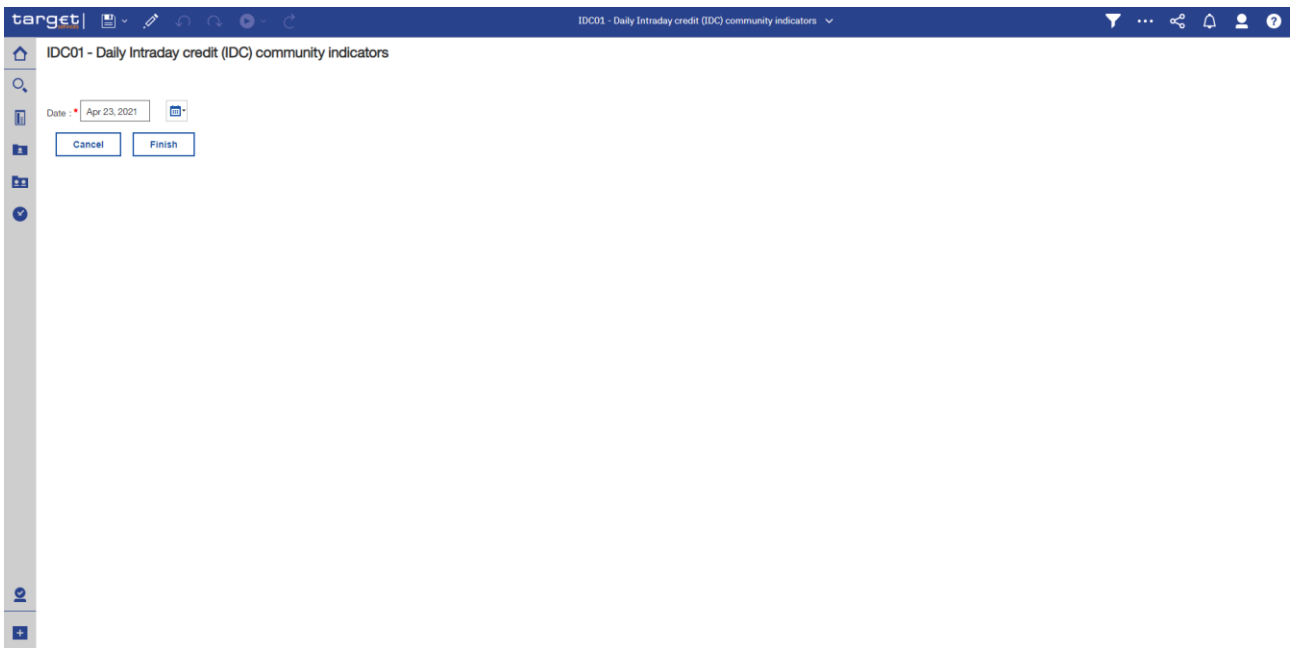 target|
IDC01 - Daily Intraday credit (IDC) community indicators
IDC01 - Daily Intraday credit (IDC) community indicators
Date : * Apr 23, 2021
Cancel Finish